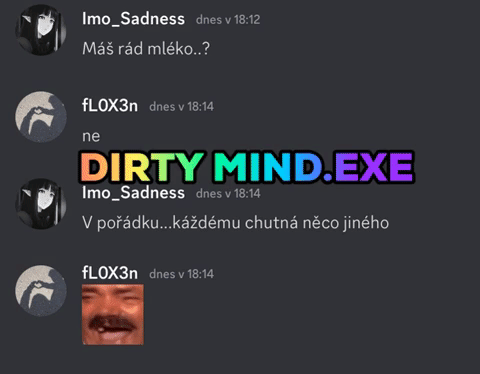 Imo_Sadness dnes v 18:12
Máš rád mléko..?
fL0X3n dnes v 18:14
ne
DIRTY MIND.EXE
Imo_Sadness dnes v 18:14
V pořádku...káždému chutná něco jiného
fL0X3n dnes v 18:14